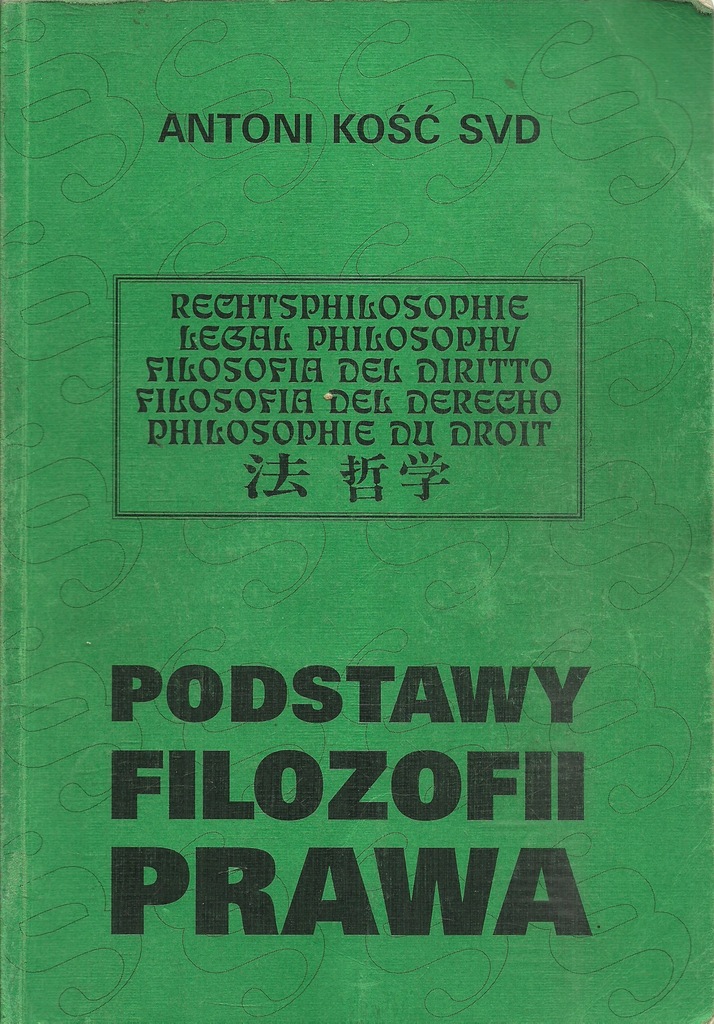 ANTONI KOŚĆ SVD
RECHTSPHILOSOPHIE
LEGAL PHILOSOPHY
FILOSOFIA DEL DIRITTO
FILOSOFIA DEL DERECHO
PHILOSOPHIE DU DROIT
法 哲学
PODSTAWY
FILOZOFII
PRAWA